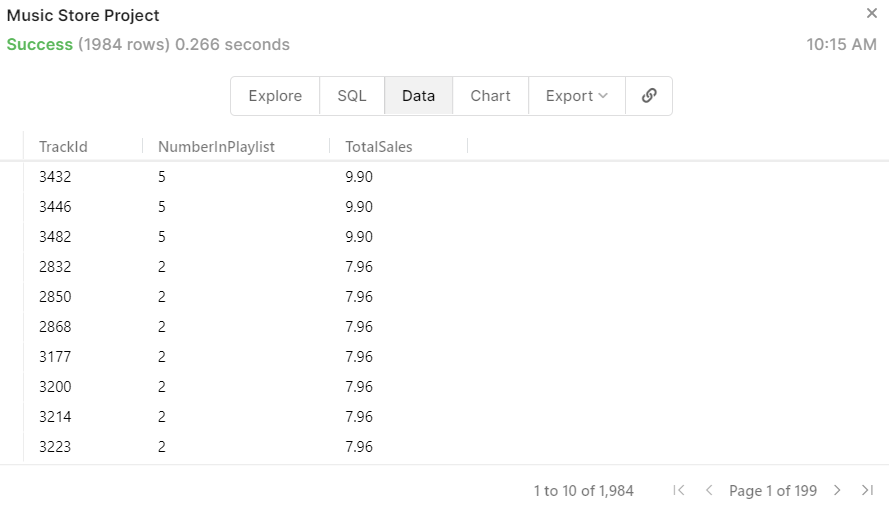 Music Store Project
Success (1984 rows) 0.266 seconds 10:15 AM
Explore SQL Data Chart Export
TrackId NumberInPlaylist TotalSales
3432 5 9.90
3446 5 9.90
3482 5 9.90
2832 2 7.96
2850 2 7.96
2868 2 7.96
3177 2 7.96
3200 2 7.96
3214 2 7.96
3223 2 7.96
1 to 10 of 1,984 Page 1 of 199